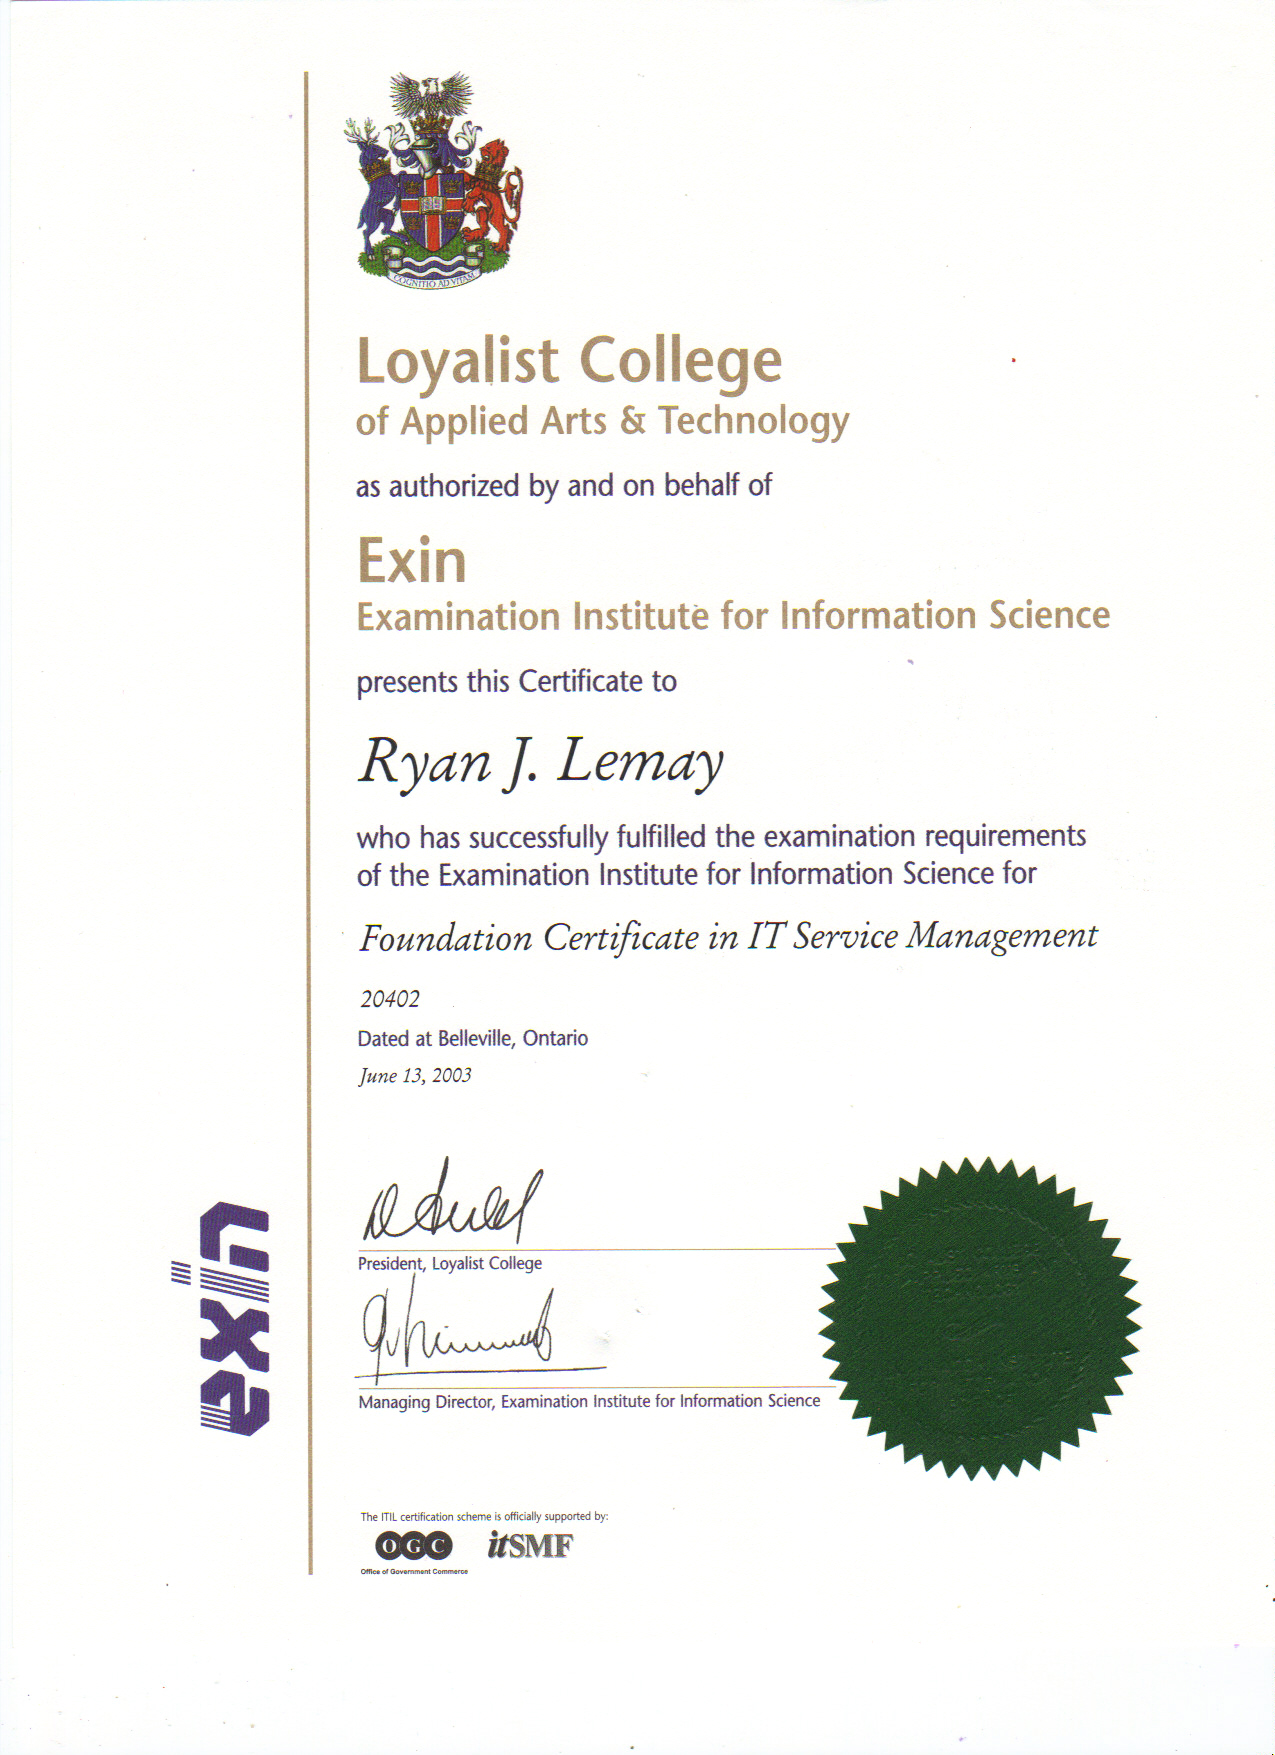 COGNITIO AD VITAM
Loyalist College
of Applied Arts & Technology
as authorized by and on behalf of
Exin
Examination Institute for Information Science
presents this Certificate to
Ryan J. Lemay
who has successfully fulfilled the examination requirements
of the Examination Institute for Information Science for
Foundation Certificate in IT Service Management
20402
Dated at Belleville, Ontario
June 13, 2003
President, Loyalist College
Managing Director, Examination Institute for Information Science
exin
The ITIL certification scheme is officially supported by:
OGC itSMF
Office of Government Commerce